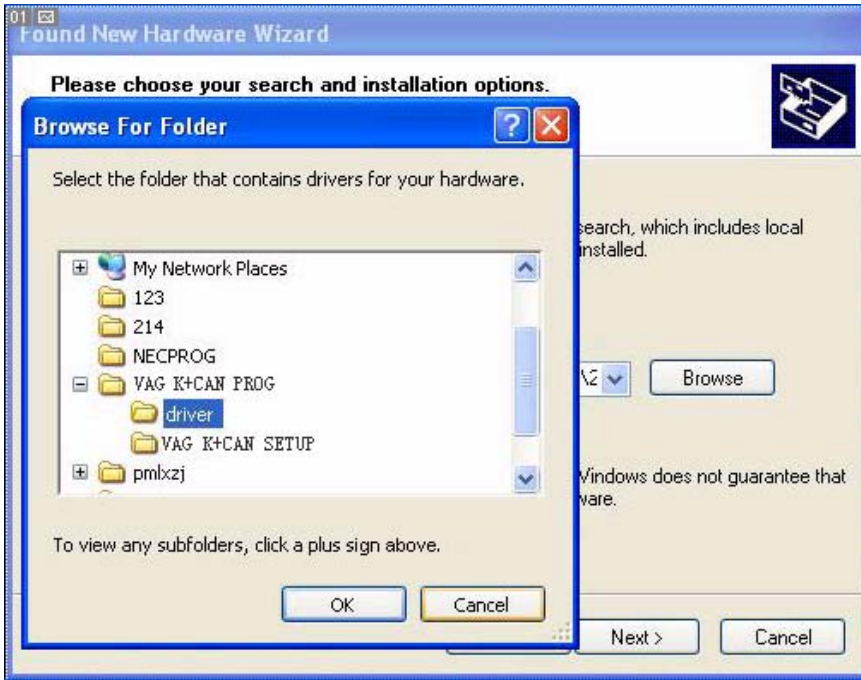 01
Found New Hardware Wizard
Please choose your search and installation options.
Browse For Folder
Select the folder that contains drivers for your hardware.
search, which includes local
installed.
My Network Places
123
214
NECPROG
VAG K+CAN PROG
driver
VAG K+CAN SETUP
pmlxzj
\2
Browse
Windows does not guarantee that
ware.
To view any subfolders, click a plus sign above.
OK
Cancel
Next >
Cancel